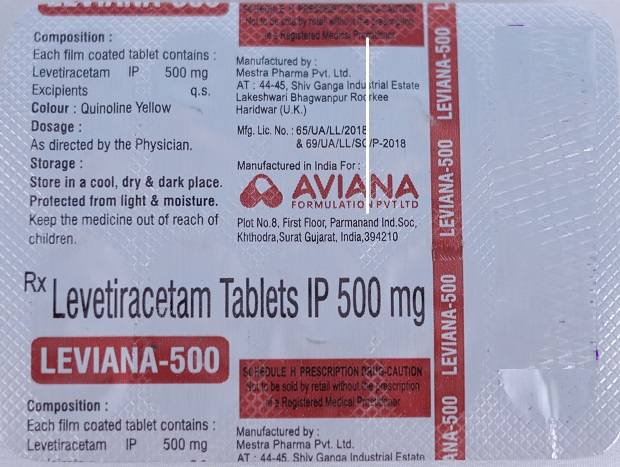 LEVIANA-500
Composition :
Each film coated tablet contains :
Levetiracetam IP 500 mg
Excipients q.s.
Colour : Quinoline Yellow
Dosage :
As directed by the Physician.
Storage :
Store in a cool, dry & dark place.
Protected from light & moisture.
Keep the medicine out of reach of
children.
SCHEDULE H PRESCRIPTION DRUG-CAUTION
Not to be sold by retail without the prescription
of a Registered Medical Practitioner
Manufactured by :
Mestra Pharma Pvt. Ltd.
AT : 44-45, Shiv Ganga Industrial Estate
Lakeshwari Bhagwanpur Roorkee
Haridwar (U.K.)
Mfg. Lic. No. : 65/UA/LL/2018
& 69/UA/LL/SC/P-2018
Manufactured in India For :
AVIANA
FORMULATION PVT LTD
Plot No.8, First Floor, Parmanand Ind.Soc,
Khthodra,Surat Gujarat, India,394210
Rx Levetiracetam Tablets IP 500 mg
LEVIANA-500
SCHEDULE H PRESCRIPTION DRUG-CAUTION
Not to be sold by retail without the prescription
of a Registered Medical Practitioner
Composition :
Each film coated tablet contains :
Levetiracetam IP 500 mg
Manufactured by :
Mestra Pharma Pvt. Ltd.
AT : 44-45, Shiv Ganga Industrial Estate
LEVIANA-500
LEVIANA-500
LEVIANA-500
ANA-500